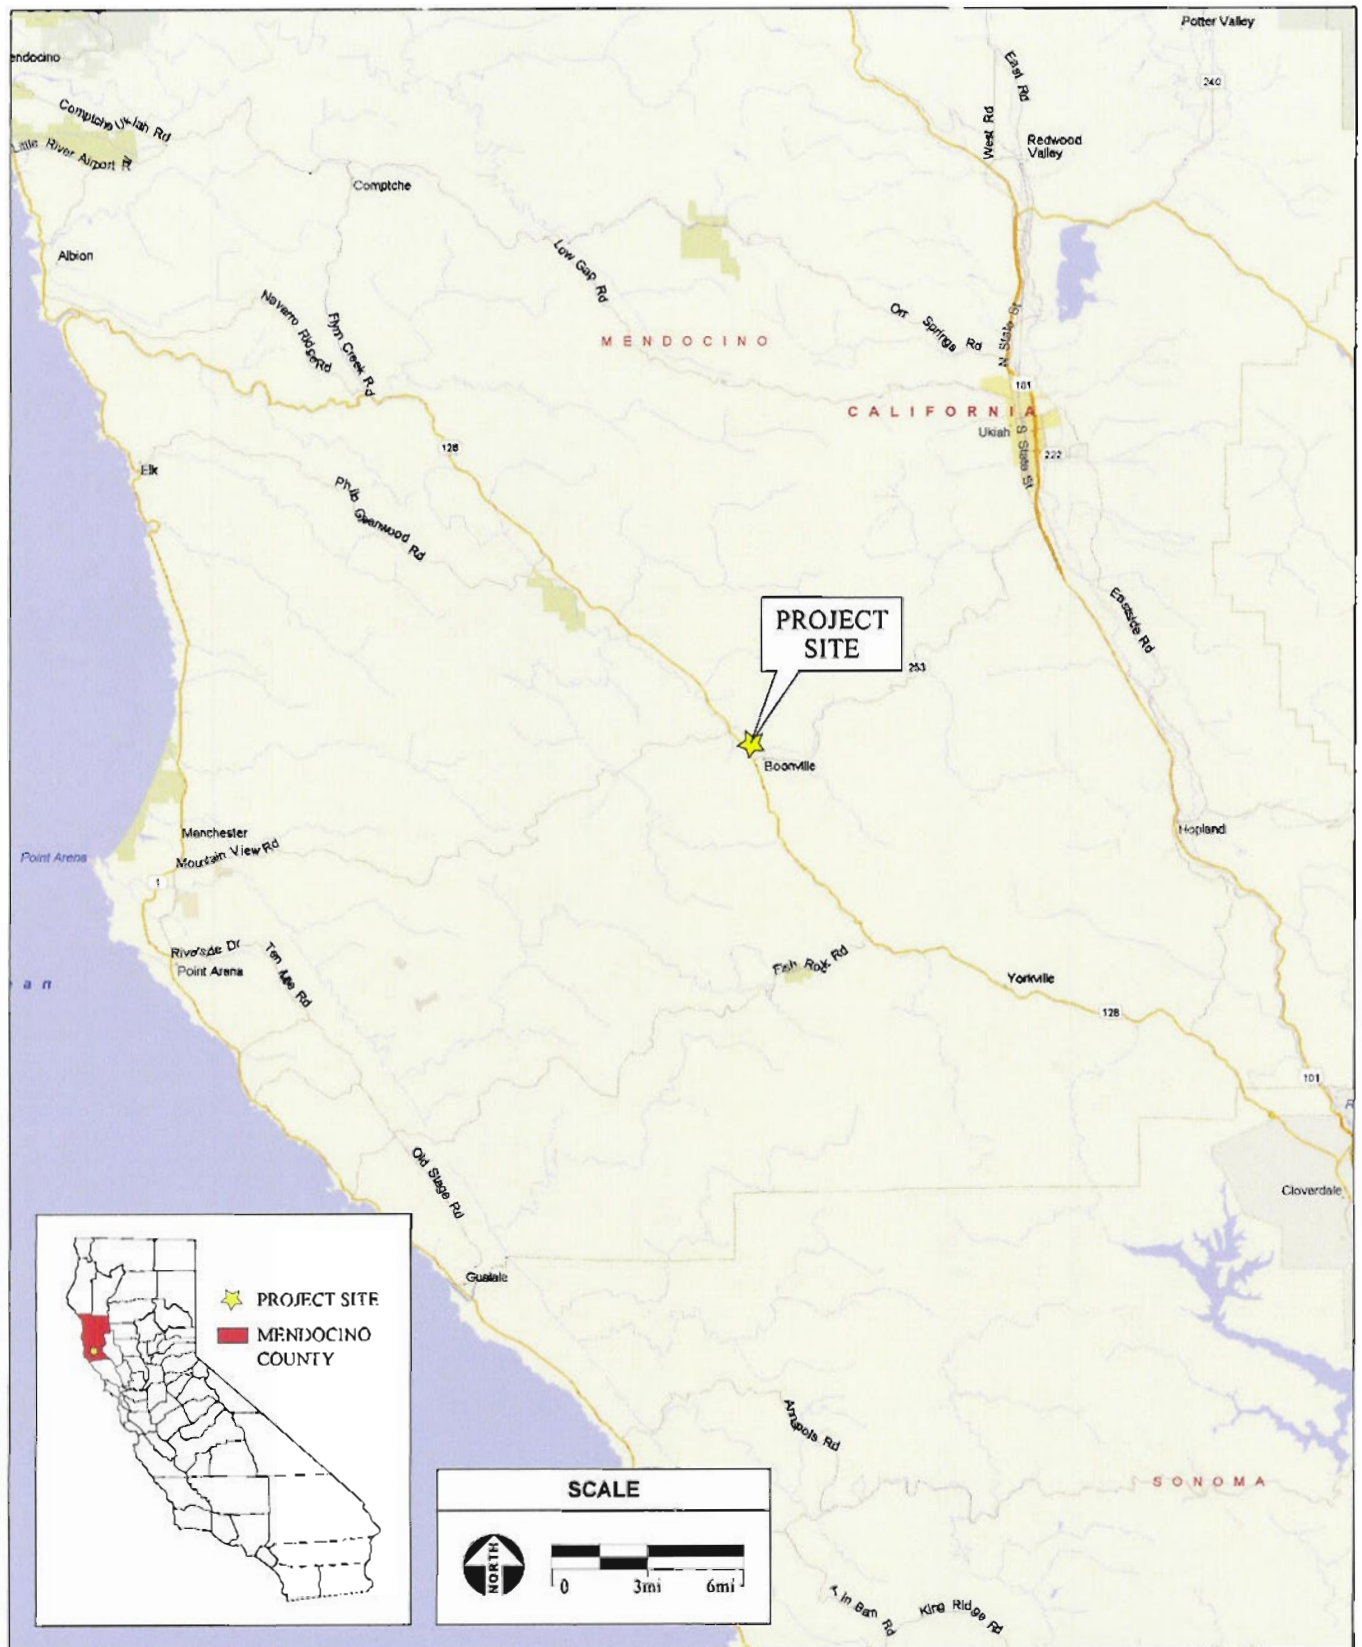 Potter Valley
endocino
East Rd
240
Comptche Ukiah Rd
West Rd
Redwood
Valley
Little River Airport R
Comptche
Albion
Low Gap Rd
Navarro Ridge Rd
Flynn Creek Rd
Orr Springs Rd
N State St
MENDOCINO
101
CALIFORNIA
Ukiah
S State St
222
128
Elk
Greenwood Rd
Eastside Rd
PROJECT
SITE
253
Boonville
Manchester
Mountain View Rd
Hopland
Point Arena
1
Riverside Dr
Point Arena
Ten Mile Rd
Fish Rock Rd
an
Yorkville
128
101
R
Old Stage Rd
Cloverdale
Gualala
PROJECT SITE
MENDOCINO
COUNTY
Annapolis Rd
SCALE
SONOMA
NORTH
0 3mi 6mi
King Ridge Rd